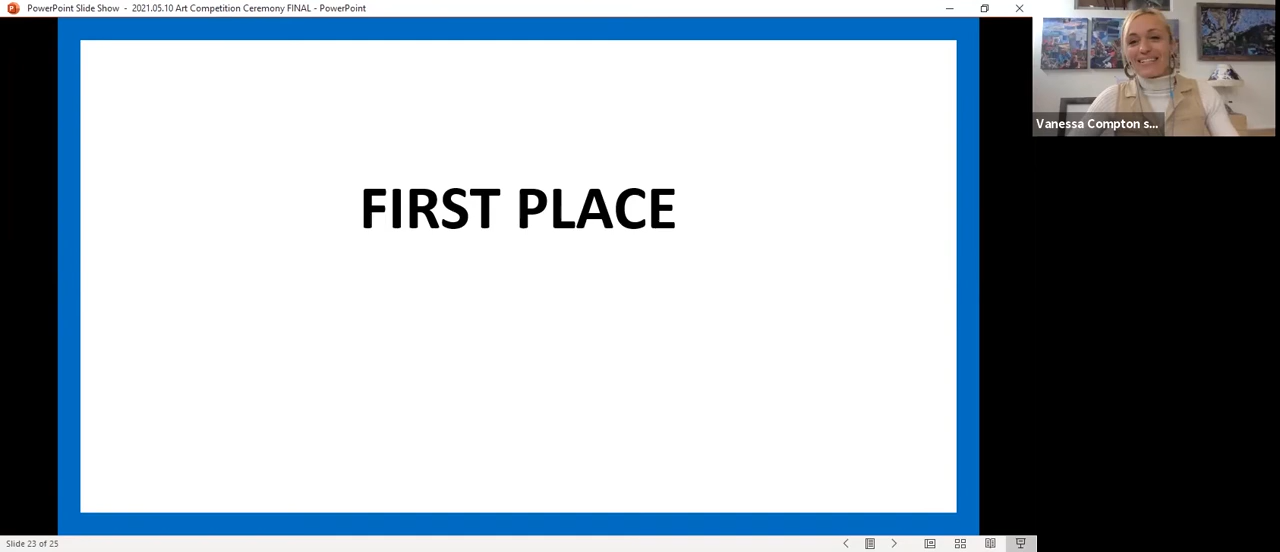 PowerPoint Slide Show - 2021.05.10 Art Competition Ceremony FINAL - PowerPoint
Vanessa Compton s...
FIRST PLACE
Slide 23 of 25